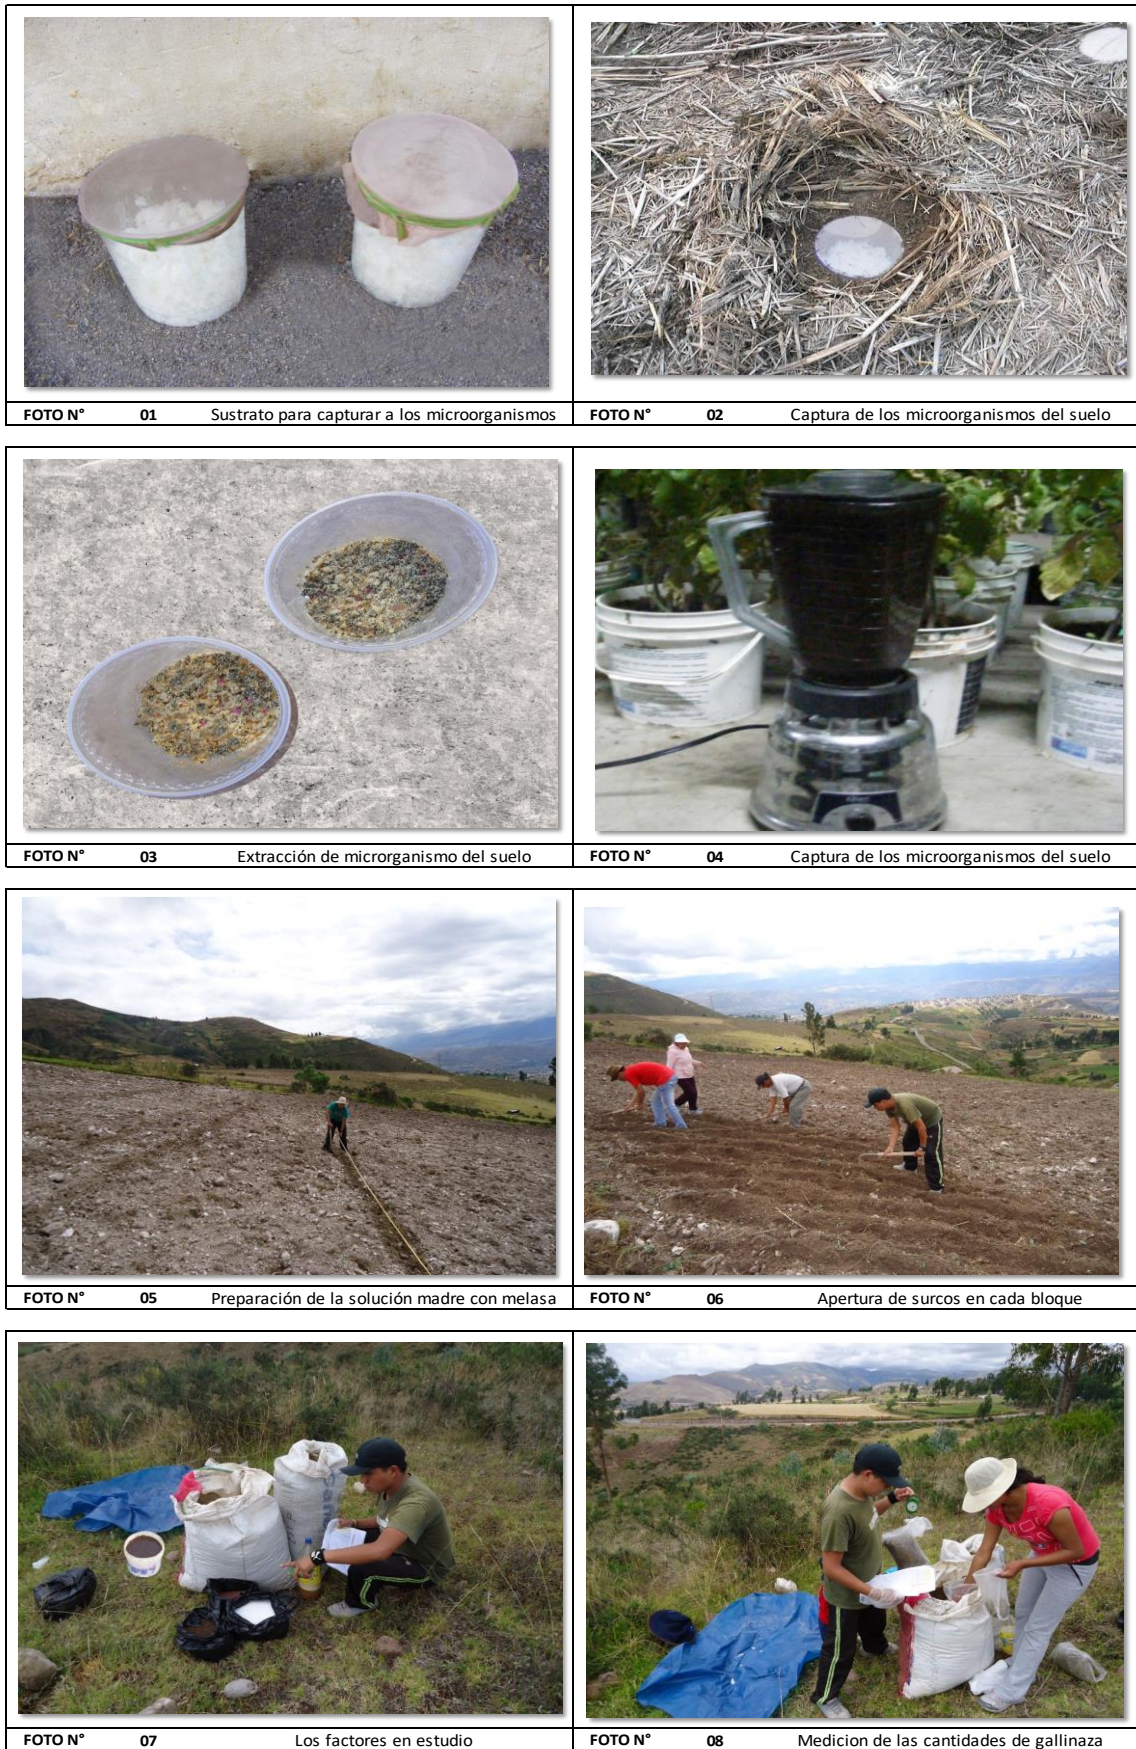 FOTO N° 01 Sustrato para capturar a los microorganismos
FOTO N° 02 Captura de los microorganismos del suelo
FOTO N° 03 Extracción de microrganismo del suelo
FOTO N° 04 Captura de los microorganismos del suelo
FOTO N° 05 Preparación de la solución madre con melasa
FOTO N° 06 Apertura de surcos en cada bloque
FOTO N° 07 Los factores en estudio
FOTO N° 08 Medicion de las cantidades de gallinaza